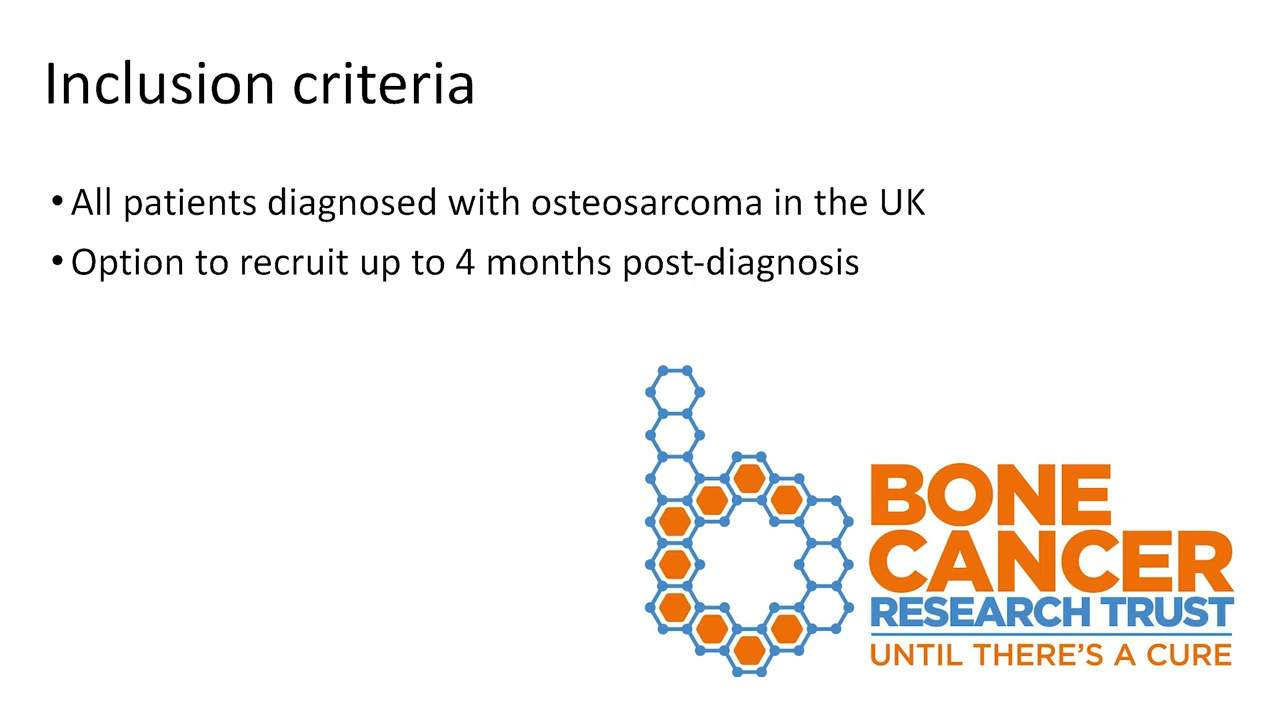 Inclusion criteria
• All patients diagnosed with osteosarcoma in the UK
• Option to recruit up to 4 months post-diagnosis
BONE
CANCER
RESEARCH TRUST
UNTIL THERE'S A CURE